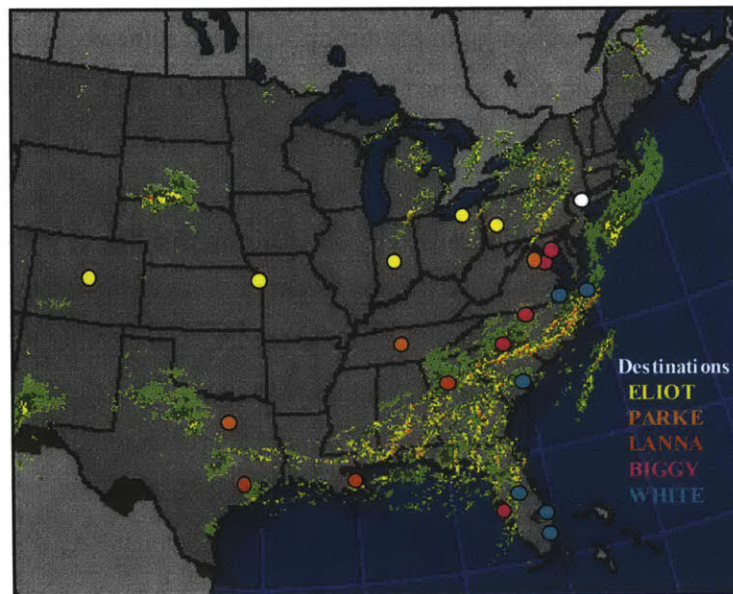 Destinations
ELIOT
PARKE
LANNA
BIGGY
WHITE